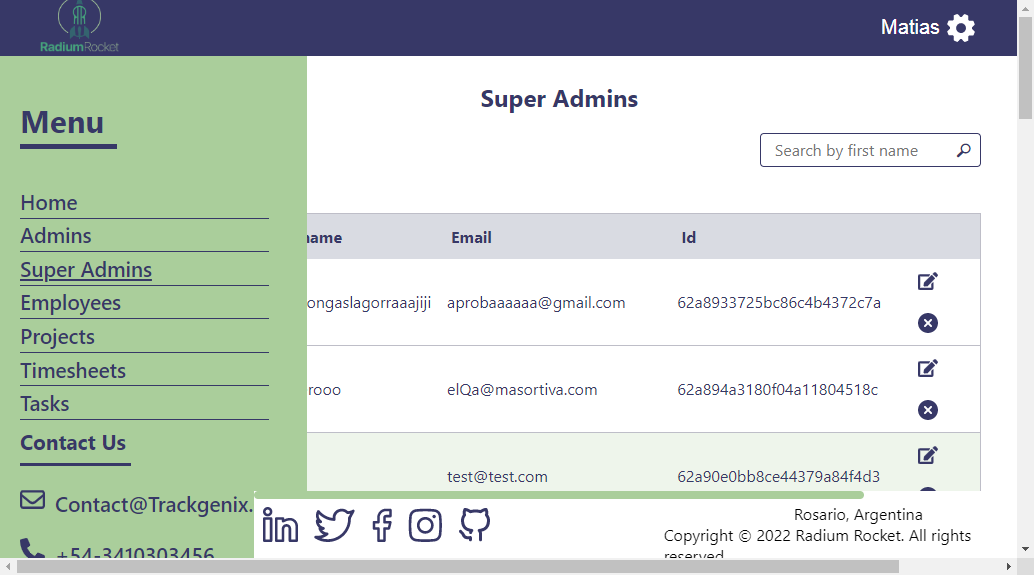 RadiumRocket
Matias
Menu
Home
Admins
Super Admins
Employees
Projects
Timesheets
Tasks
Contact Us
Contact@Trackgenix.
+54-3410303456
Super Admins
Search by first name
name Email Id
ongaslagorraaajiji aprobaaaaaa@gmail.com 62a8933725bc86c4b4372c7a
rooo elQa@masortiva.com 62a894a3180f04a11804518c
test@test.com 62a90e0bb8ce44379a84f4d3
Rosario, Argentina
Copyright © 2022 Radium Rocket. All rights
reserved